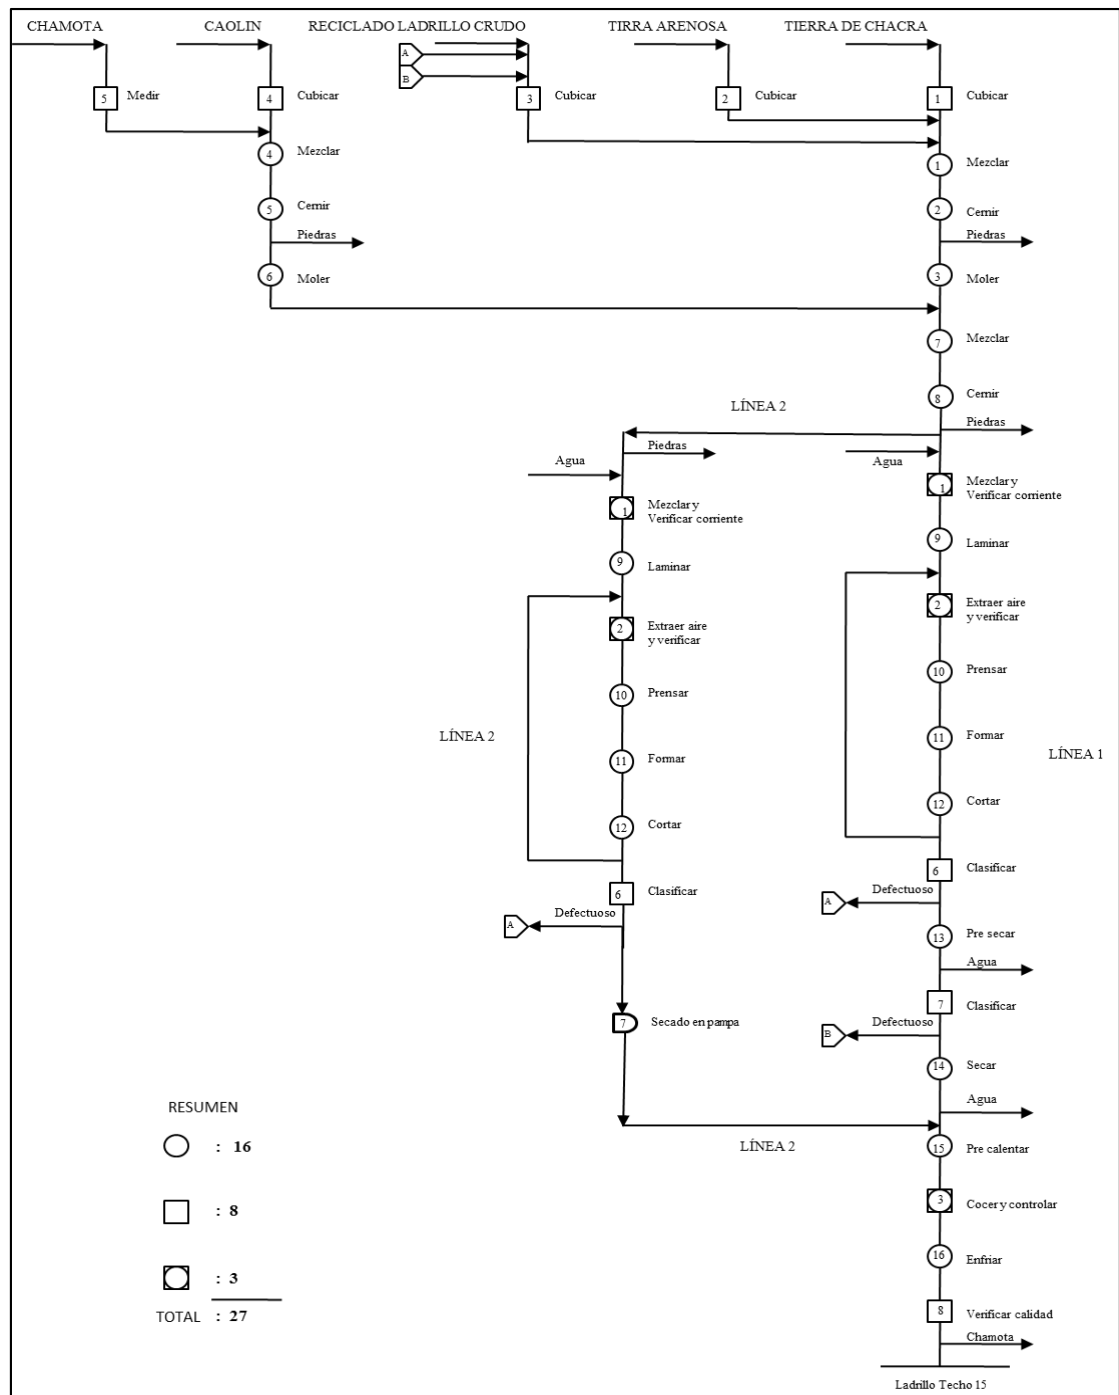 CHAMOTA
CAOLIN
RECICLADO LADRILLO CRUDO
TIRRA ARENOSA
TIERRA DE CHACRA
A
B
5 Medir
4 Cubicar
3 Cubicar
2 Cubicar
1 Cubicar
4 Mezclar
1 Mezclar
5 Cernir
2 Cernir
Piedras
Piedras
6 Moler
3 Moler
7 Mezclar
8 Cernir
LÍNEA 2
Piedras
Piedras
Agua
Agua
1 Mezclar y
Verificar corriente
1 Mezclar y
Verificar corriente
9 Laminar
9 Laminar
2 Extraer aire
y verificar
2 Extraer aire
y verificar
10 Prensar
10 Prensar
LÍNEA 2
11 Formar
11 Formar
LÍNEA 1
12 Cortar
12 Cortar
6 Clasificar
6 Clasificar
Defectuoso
A
Defectuoso
A
13 Pre secar
Agua
7 Clasificar
7 Secado en pampa
Defectuoso
B
14 Secar
Agua
LÍNEA 2
15 Pre calentar
3 Cocer y controlar
16 Enfriar
8 Verificar calidad
Chamota
Ladrillo Techo 15
RESUMEN
: 16
: 8
: 3
TOTAL : 27